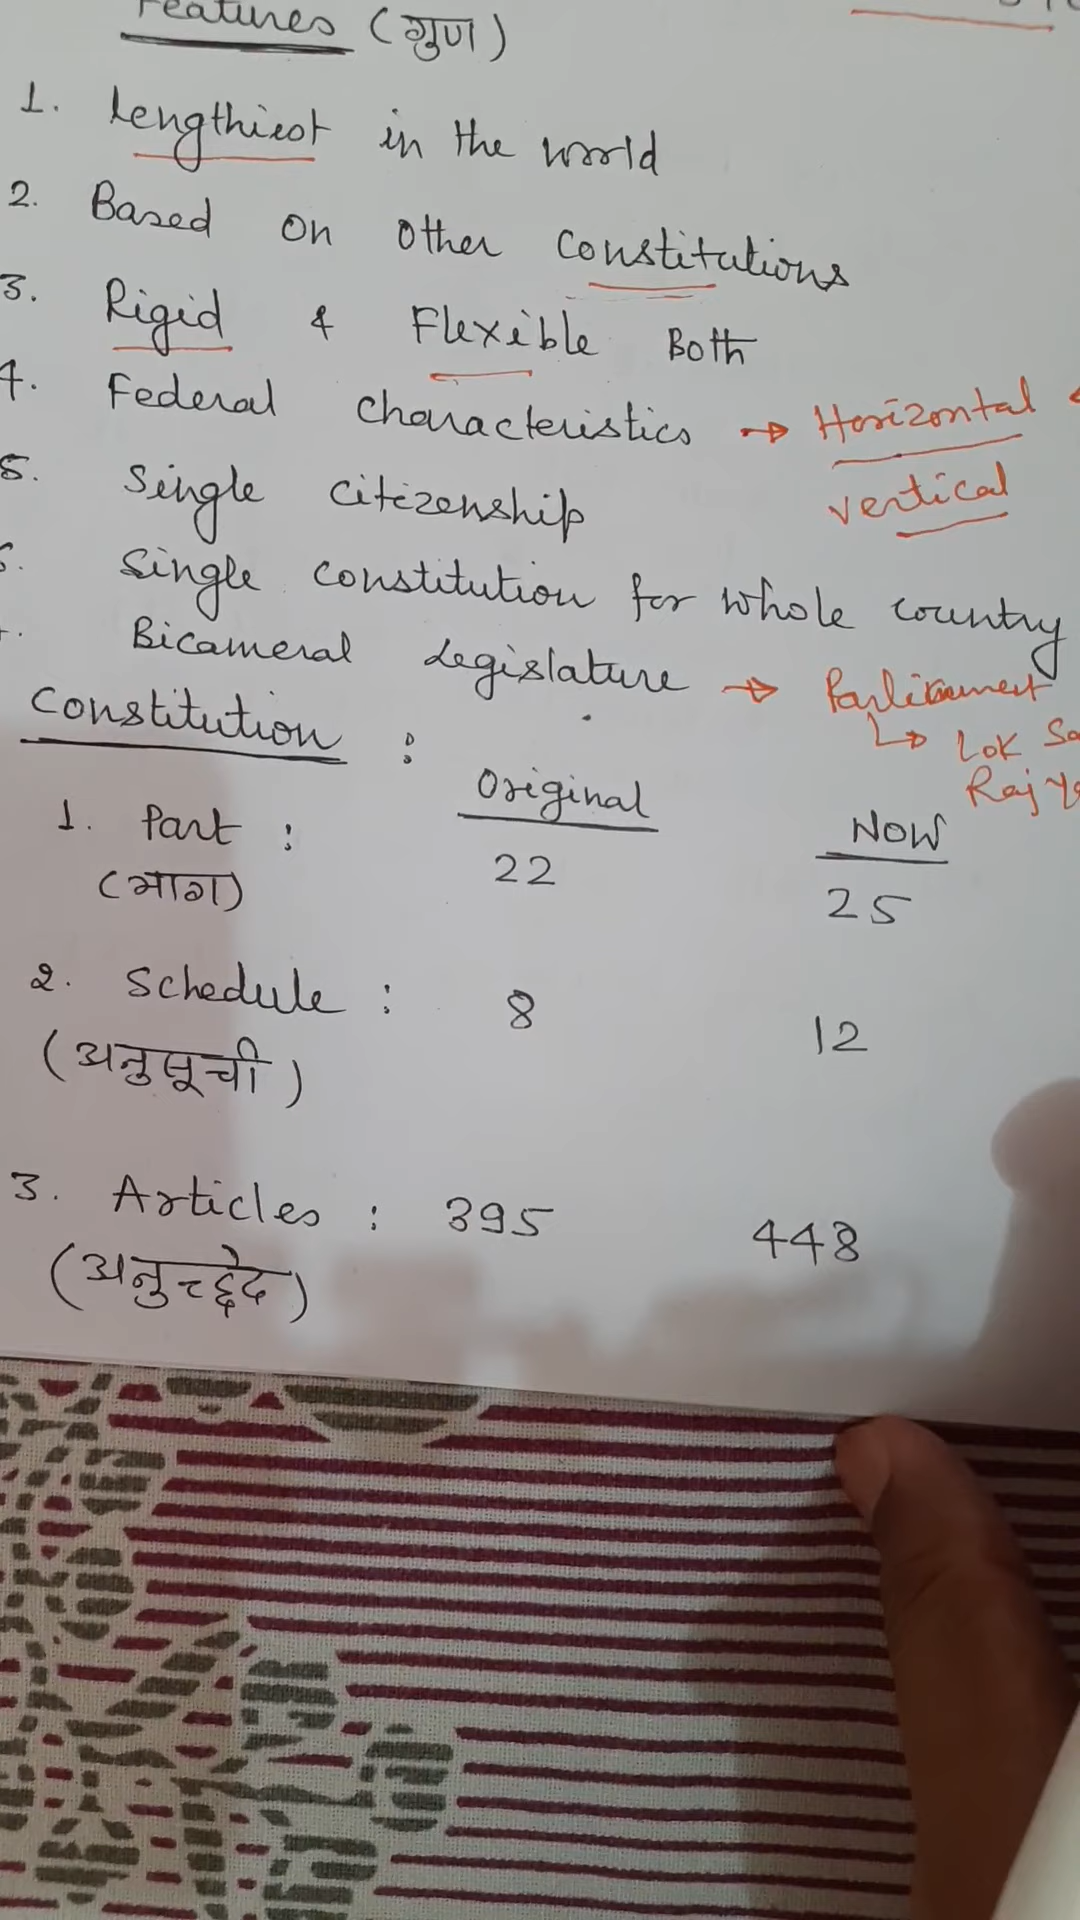 Features (गुण)
1. Lengthiest in the world
2. Based on other constitutions
3. Rigid & Flexible Both
4. Federal characteristics → Horizontal
vertical
5. Single citizenship
6. Single constitution for whole country
Bicameral Legislature → Parliament
↳ Lok
Constitution :
Original Now
1. Part : 22 25
(भाग)
2. Schedule : 8 12
(अनुसूची)
3. Articles : 395 448
(अनुच्छेद)